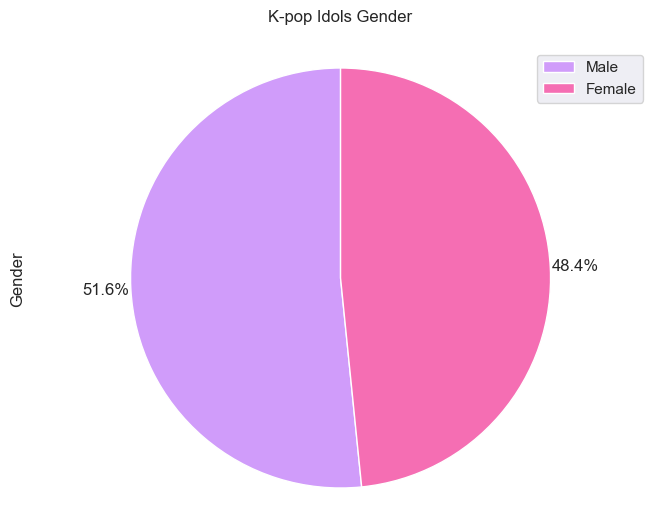 K-pop Idols Gender
Male
Female
48.4%
51.6%
Gender